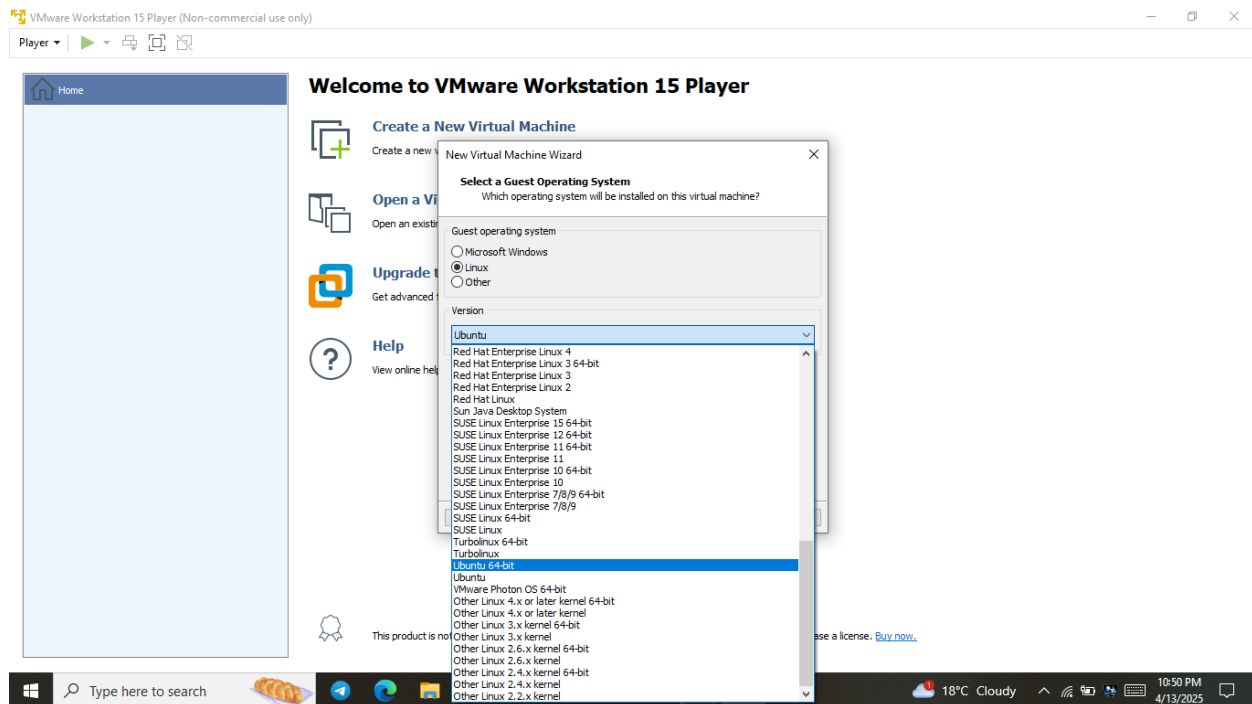 VMware Workstation 15 Player (Non-commercial use only)
Player
Home
Welcome to VMware Workstation 15 Player
Create a New Virtual Machine
Create a new
Open a Vi
Open an existin
Upgrade t
Get advanced
Help
View online help
This product is not
ase a license. Buy now.
New Virtual Machine Wizard
Select a Guest Operating System
Which operating system will be installed on this virtual machine?
Guest operating system
Microsoft Windows
Linux
Other
Version
Ubuntu
Red Hat Enterprise Linux 4
Red Hat Enterprise Linux 3 64-bit
Red Hat Enterprise Linux 3
Red Hat Enterprise Linux 2
Red Hat Linux
Sun Java Desktop System
SUSE Linux Enterprise 15 64-bit
SUSE Linux Enterprise 12 64-bit
SUSE Linux Enterprise 11 64-bit
SUSE Linux Enterprise 11
SUSE Linux Enterprise 10 64-bit
SUSE Linux Enterprise 10
SUSE Linux Enterprise 7/8/9 64-bit
SUSE Linux Enterprise 7/8/9
SUSE Linux 64-bit
SUSE Linux
Turbolinux 64-bit
Turbolinux
Ubuntu 64-bit
Ubuntu
VMware Photon OS 64-bit
Other Linux 4.x or later kernel 64-bit
Other Linux 4.x or later kernel
Other Linux 3.x kernel 64-bit
Other Linux 3.x kernel
Other Linux 2.6.x kernel 64-bit
Other Linux 2.6.x kernel
Other Linux 2.4.x kernel 64-bit
Other Linux 2.4.x kernel
Other Linux 2.2.x kernel
Type here to search
1
18°C Cloudy
10:50 PM
4/13/2025